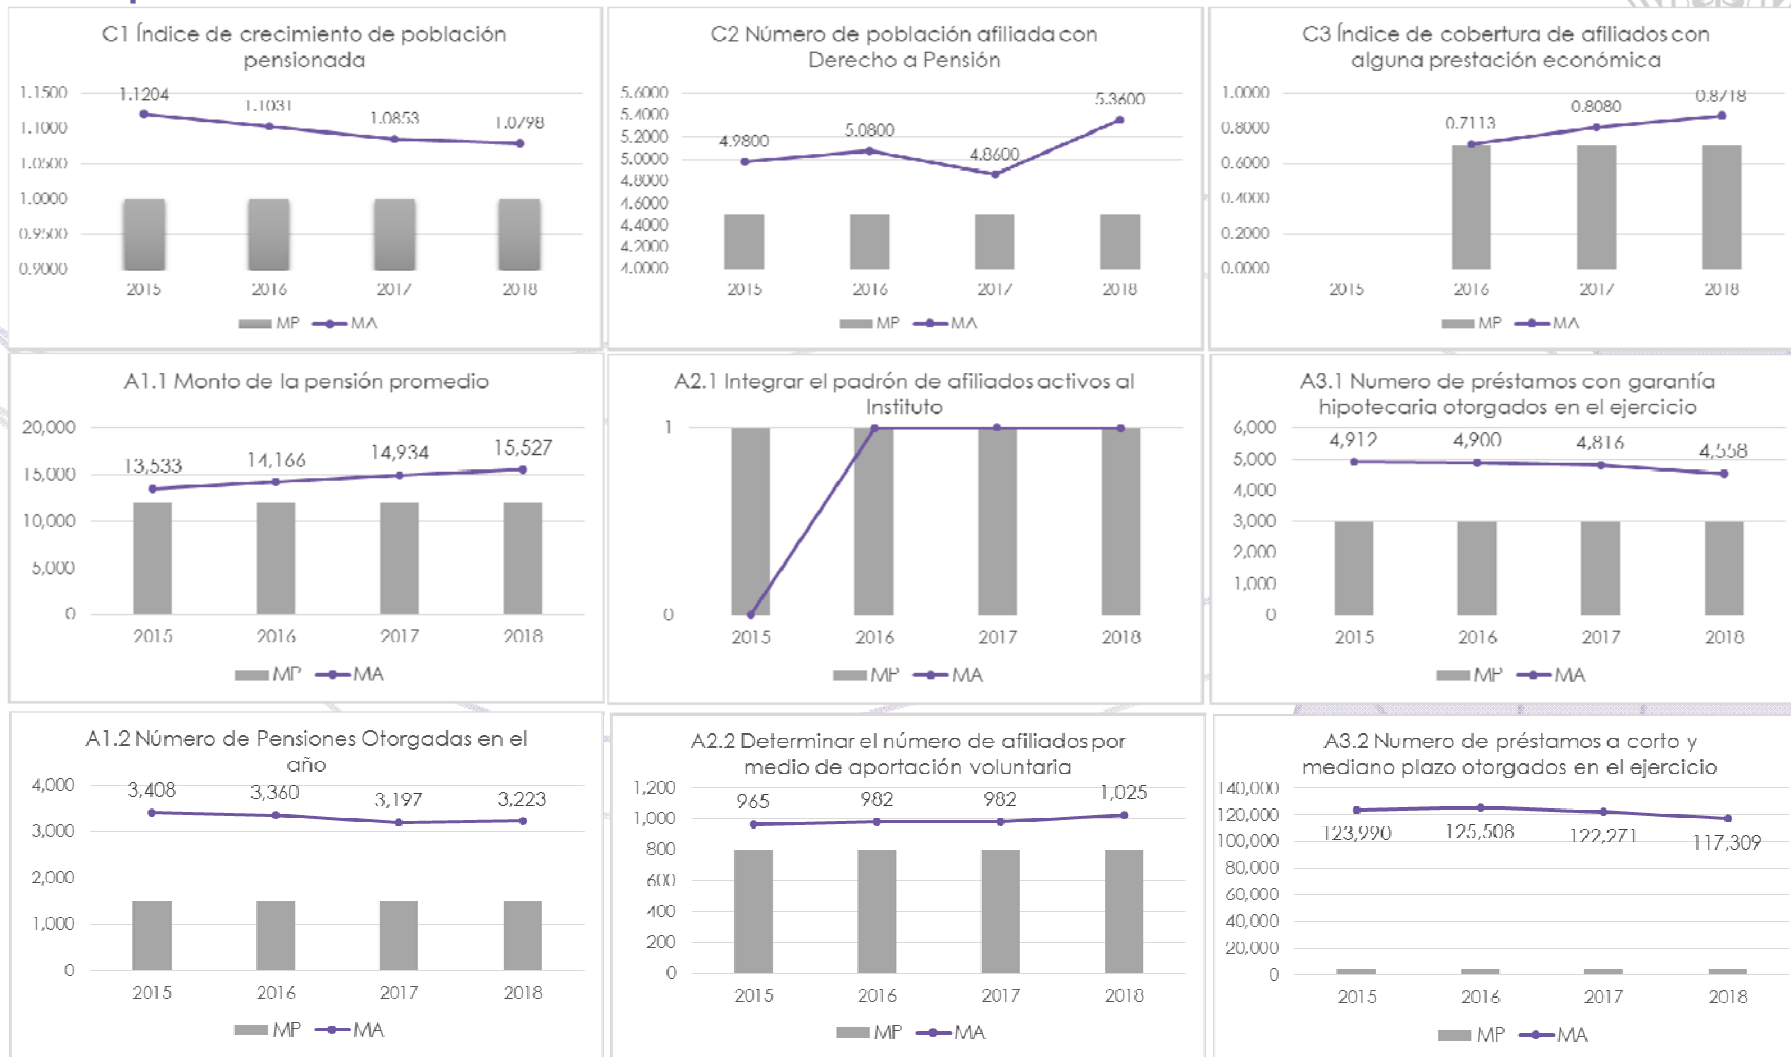 C1 Índice de crecimiento de población
pensionada
1.1500
1.1000
1.0500
1.0000
0.9500
0.9000
1.1204
1.1031
1.0853
1.0798
2015 2016 2017 2018
MP MA
C2 Número de población afiliada con
Derecho a Pensión
5.6000
5.4000
5.2000
5.0000
4.8000
4.6000
4.4000
4.2000
4.0000
4.9800
5.0800
4.8600
5.3600
2015 2016 2017 2018
MP MA
C3 Índice de cobertura de afiliados con
alguna prestación económica
1.0000
0.8000
0.6000
0.4000
0.2000
0.0000
0.7113
0.8080
0.8718
2015 2016 2017 2018
MP MA
A1.1 Monto de la pensión promedio
20,000
15,000
10,000
5,000
0
13,533
14,166
14,934
15,527
2015 2016 2017 2018
MP MA
A2.1 Integrar el padrón de afiliados activos al
Instituto
1
0
2015 2016 2017 2018
MP MA
A3.1 Numero de préstamos con garantía
hipotecaria otorgados en el ejercicio
6,000
5,000
4,000
3,000
2,000
1,000
0
4,912
4,900
4,816
4,558
2015 2016 2017 2018
MP MA
A1.2 Número de Pensiones Otorgadas en el
año
4,000
3,000
2,000
1,000
0
3,408
3,360
3,197
3,223
2015 2016 2017 2018
MP MA
A2.2 Determinar el número de afiliados por
medio de aportación voluntaria
1,200
1,000
800
600
400
200
0
965
982
982
1,025
2015 2016 2017 2018
MP MA
A3.2 Numero de préstamos a corto y
mediano plazo otorgados en el ejercicio
140,000
120,000
100,000
80,000
60,000
40,000
20,000
0
123,990
125,508
122,271
117,309
2015 2016 2017 2018
MP MA